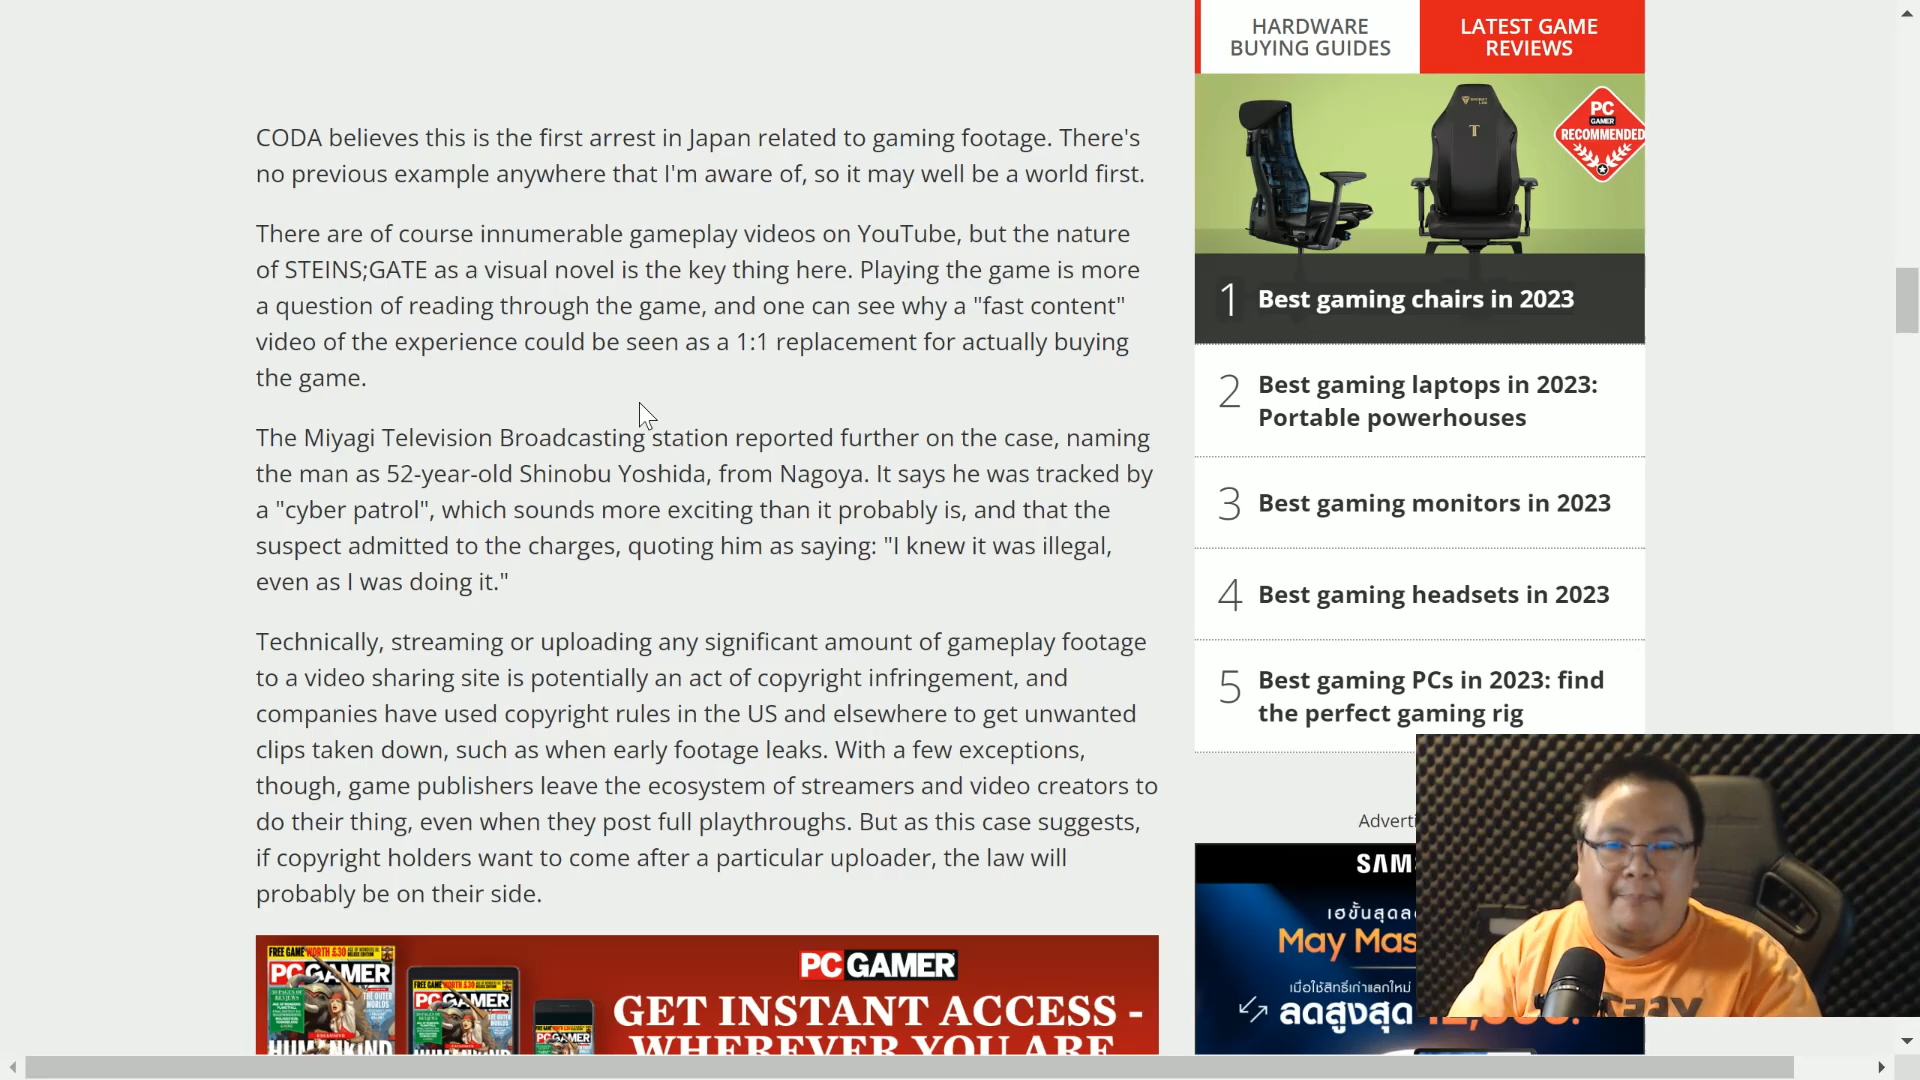 HARDWARE
BUYING GUIDES
LATEST GAME
REVIEWS
CODA believes this is the first arrest in Japan related to gaming footage. There's
no previous example anywhere that I'm aware of, so it may well be a world first.
There are of course innumerable gameplay videos on YouTube, but the nature
of STEINS;GATE as a visual novel is the key thing here. Playing the game is more
a question of reading through the game, and one can see why a "fast content"
video of the experience could be seen as a 1:1 replacement for actually buying
the game.
The Miyagi Television Broadcasting station reported further on the case, naming
the man as 52-year-old Shinobu Yoshida, from Nagoya. It says he was tracked by
a "cyber patrol", which sounds more exciting than it probably is, and that the
suspect admitted to the charges, quoting him as saying: "I knew it was illegal,
even as I was doing it."
Technically, streaming or uploading any significant amount of gameplay footage
to a video sharing site is potentially an act of copyright infringement, and
companies have used copyright rules in the US and elsewhere to get unwanted
clips taken down, such as when early footage leaks. With a few exceptions,
though, game publishers leave the ecosystem of streamers and video creators to
do their thing, even when they post full playthroughs. But as this case suggests,
if copyright holders want to come after a particular uploader, the law will
probably be on their side.
PC GAMER
GET INSTANT ACCESS -
WHEREVER YOU ARE
FREE GAME WORTH £30
PC GAMER
HUMANKIND
PC GAMER
PC GAMER
RECOMMENDED
1 Best gaming chairs in 2023
2 Best gaming laptops in 2023:
Portable powerhouses
3 Best gaming monitors in 2023
4 Best gaming headsets in 2023
5 Best gaming PCs in 2023: find
the perfect gaming rig
Adverti
SAM
เฮขั้นสุดล
May Mas
เมื่อใช้สิทธิ์เก่าแลกใหม่
ลดสูงสุด